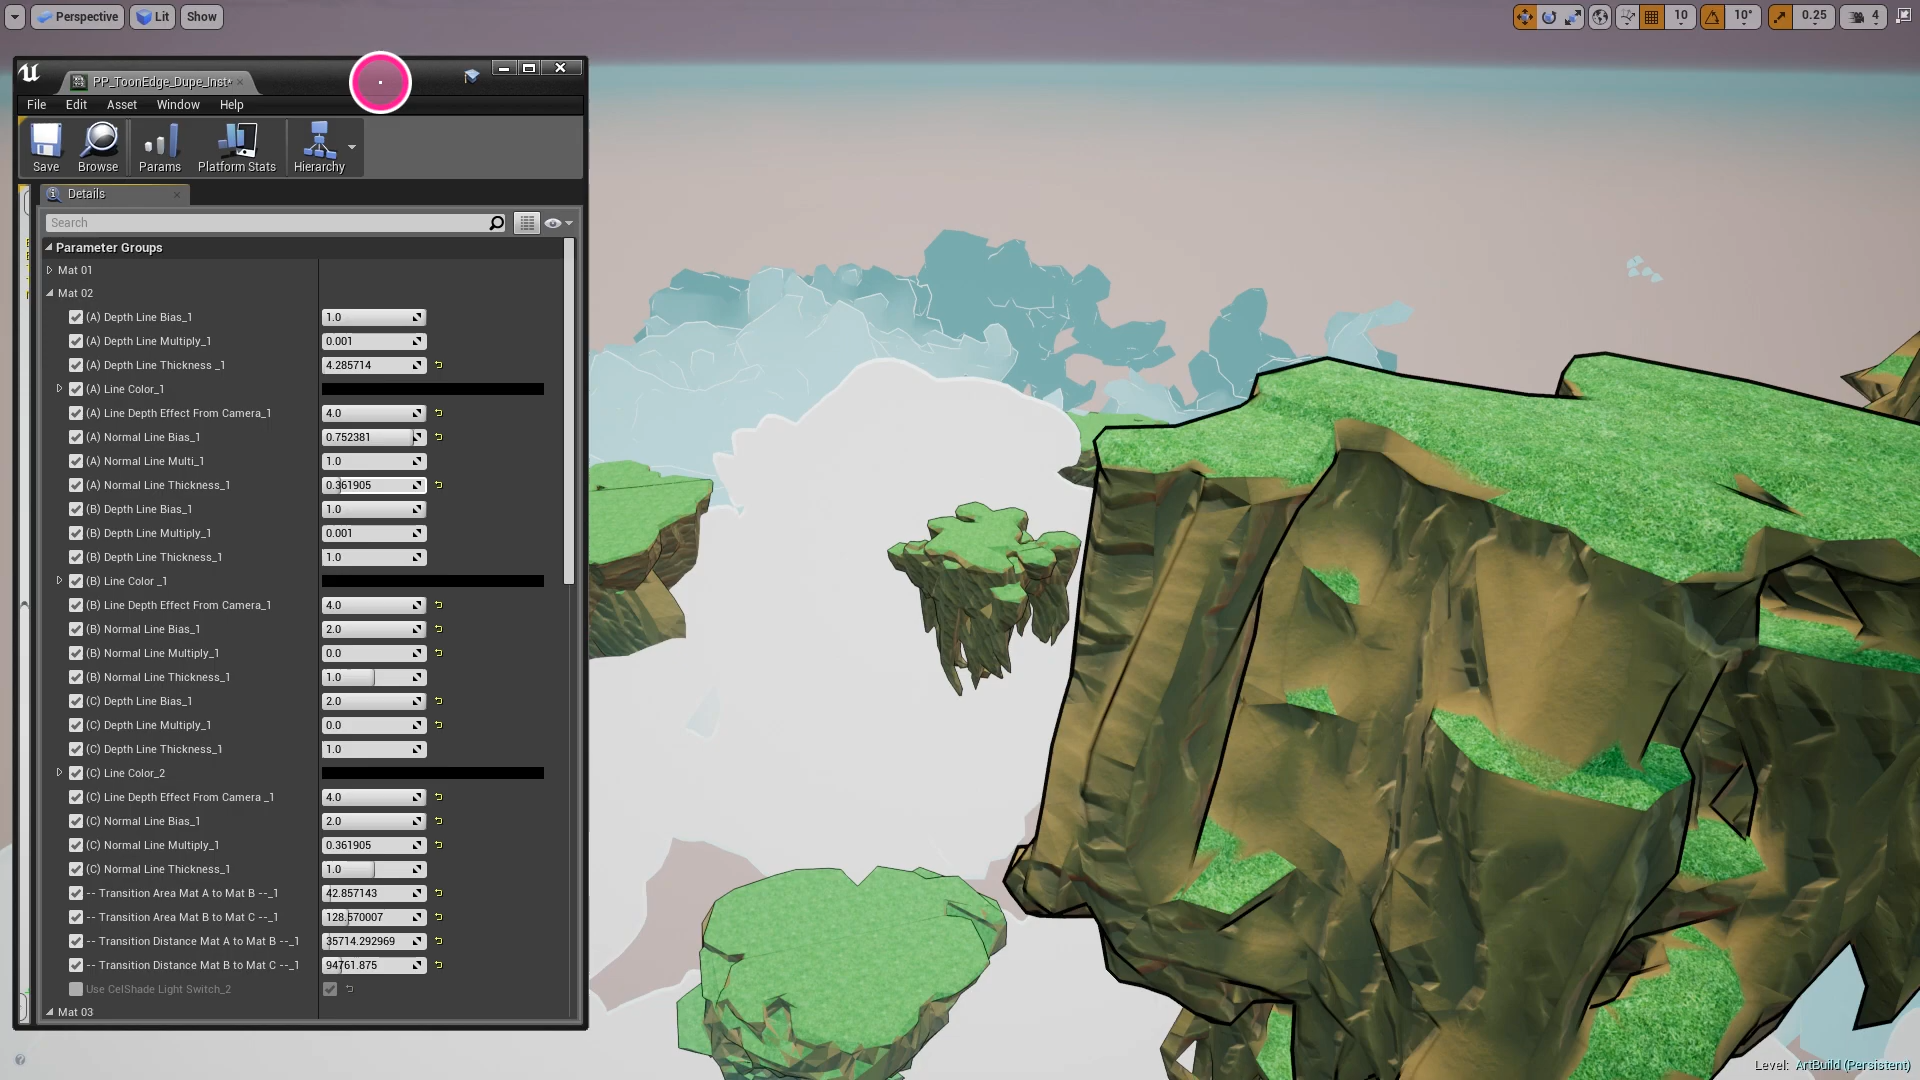 Perspective Lit Show 10 10° 0.25 4
PP_ToonEdge_Dupe_Inst*
File Edit Asset Window Help
Save Browse Params Platform Stats Hierarchy
Details
Search
Parameter Groups
Mat 01
Mat 02
(A) Depth Line Bias_1 1.0
(A) Depth Line Multiply_1 0.001
(A) Depth Line Thickness _1 4.285714
(A) Line Color_1
(A) Line Depth Effect From Camera_1 4.0
(A) Normal Line Bias_1 0.752381
(A) Normal Line Multi_1 1.0
(A) Normal Line Thickness_1 0.361905
(B) Depth Line Bias_1 1.0
(B) Depth Line Multiply_1 0.001
(B) Depth Line Thickness_1 1.0
(B) Line Color _1
(B) Line Depth Effect From Camera_1 4.0
(B) Normal Line Bias_1 2.0
(B) Normal Line Multiply_1 0.0
(B) Normal Line Thickness_1 1.0
(C) Depth Line Bias_1 2.0
(C) Depth Line Multiply_1 0.0
(C) Depth Line Thickness_1 1.0
(C) Line Color_2
(C) Line Depth Effect From Camera _1 4.0
(C) Normal Line Bias_1 2.0
(C) Normal Line Multiply_1 0.361905
(C) Normal Line Thickness_1 1.0
-- Transition Area Mat A to Mat B --_1 42.857143
-- Transition Area Mat B to Mat C --_1 128.570007
-- Transition Distance Mat A to Mat B --_1 35714.292969
-- Transition Distance Mat B to Mat C --_1 94761.875
Use CelShade Light Switch_2
Mat 03
Level: ArtBuild (Persistent)